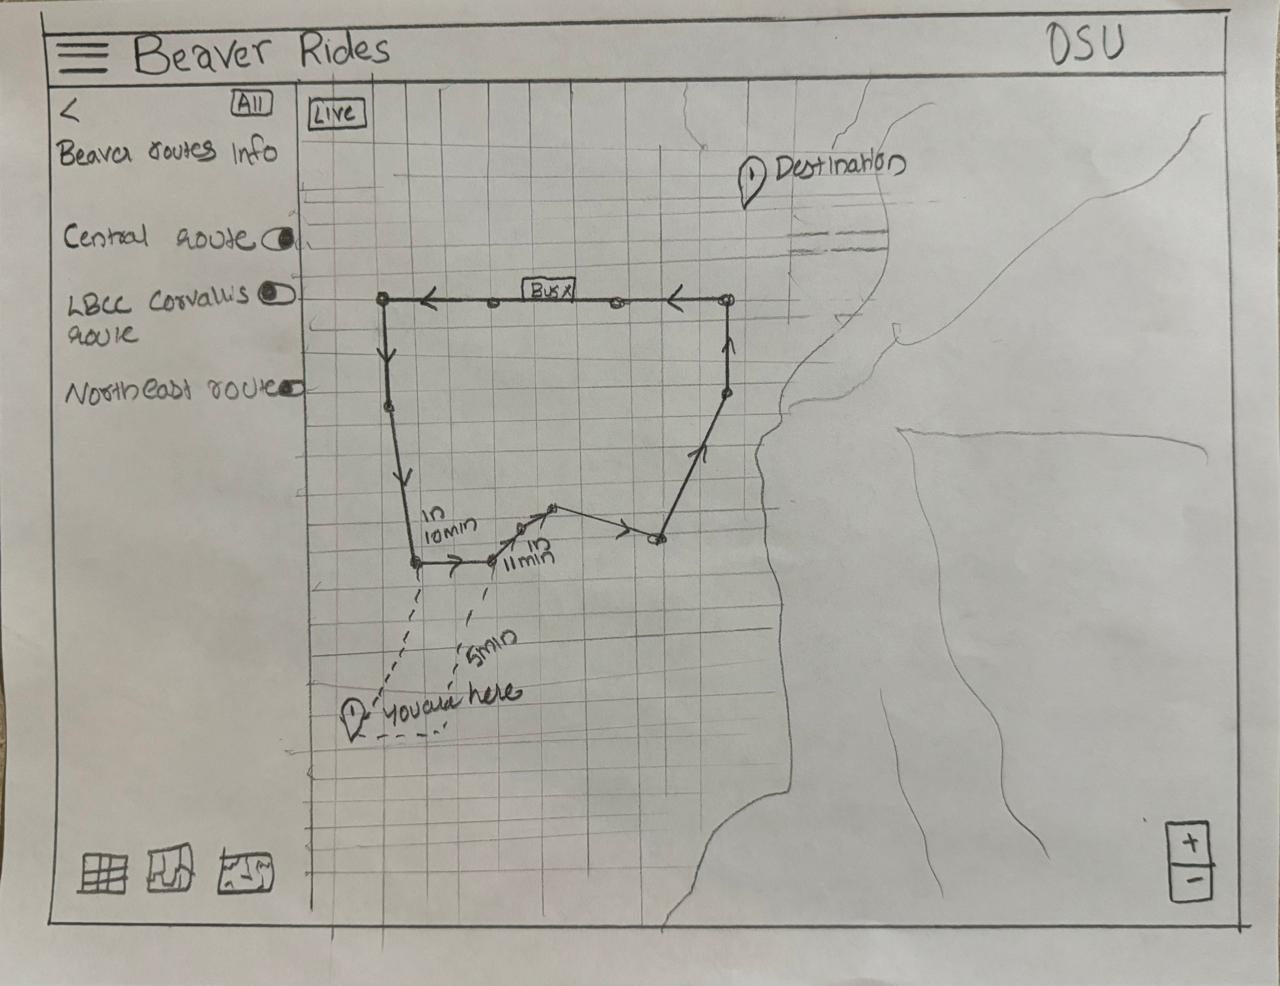 Beaver Rides
OSU
<
All
Live
Beaver routes Info
Destination
Central route
LBCC Corvallis
route
Bus x
Northeast route
in
10min
in
11min
5min
You are here
+
-